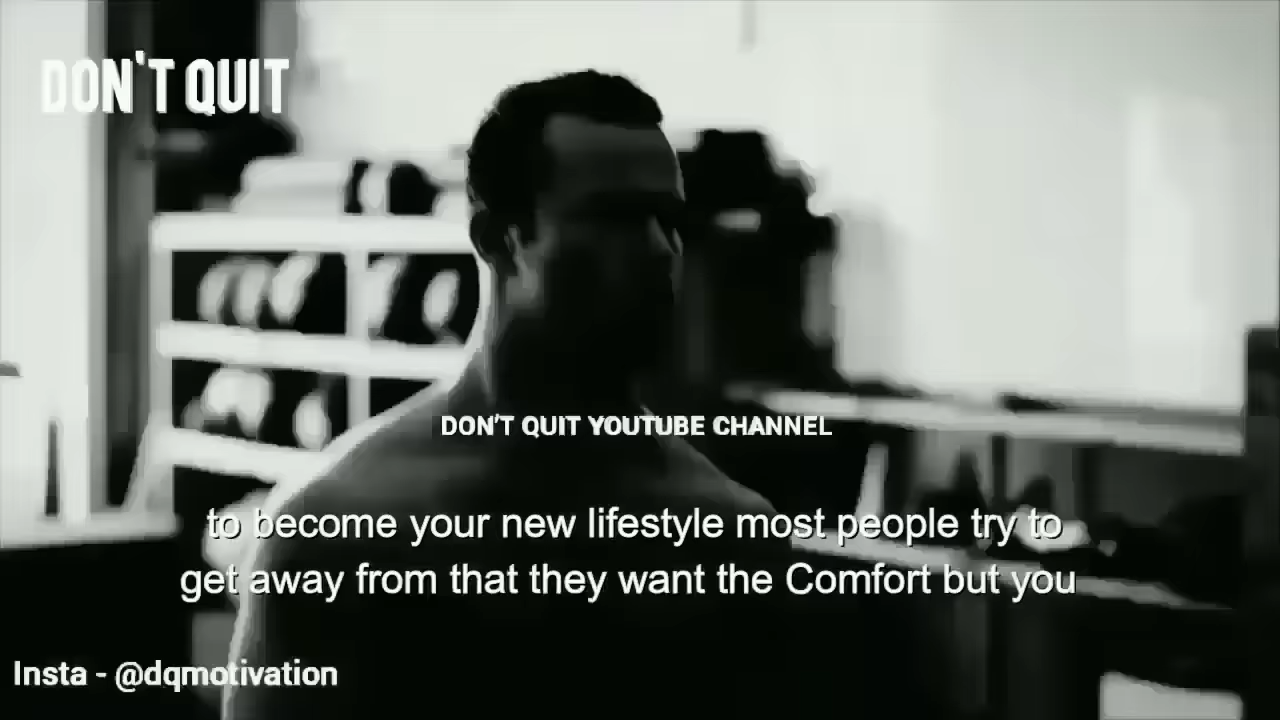 DON'T QUIT
DON'T QUIT YOUTUBE CHANNEL
to become your new lifestyle most people try to
get away from that they want the Comfort but you
Insta - @dqmotivation